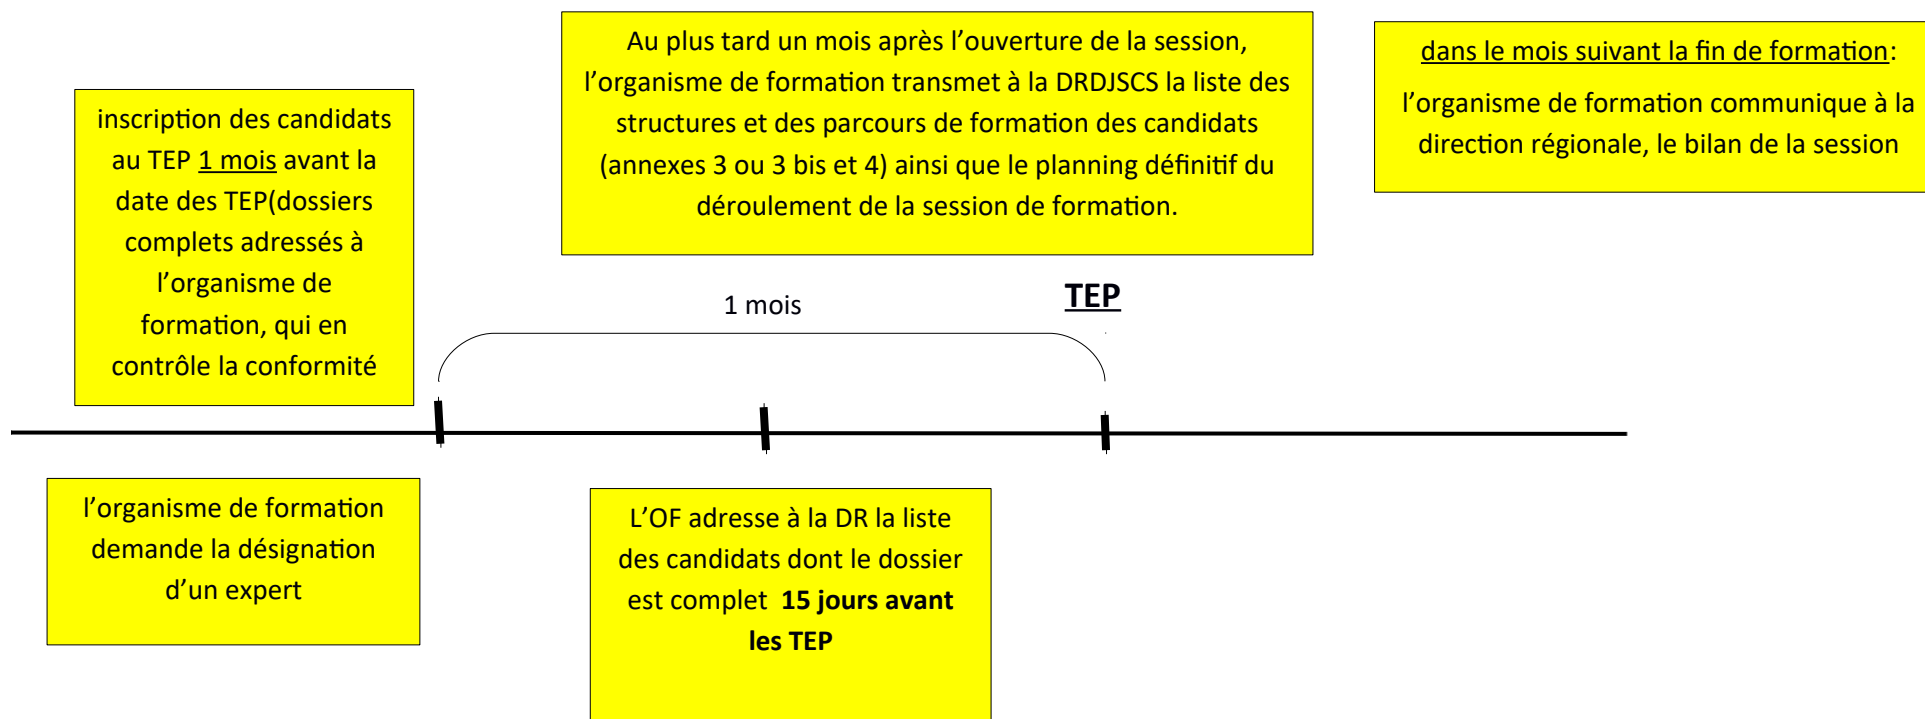 inscription des candidats
au TEP 1 mois avant la
date des TEP(dossiers
complets adressés à
l’organisme de
formation, qui en
contrôle la conformité
Au plus tard un mois après l’ouverture de la session,
l’organisme de formation transmet à la DRDJSCS la liste des
structures et des parcours de formation des candidats
(annexes 3 ou 3 bis et 4) ainsi que le planning définitif du
déroulement de la session de formation.
dans le mois suivant la fin de formation:
l’organisme de formation communique à la
direction régionale, le bilan de la session
1 mois
TEP
l’organisme de formation
demande la désignation
d’un expert
L’OF adresse à la DR la liste
des candidats dont le dossier
est complet 15 jours avant
les TEP